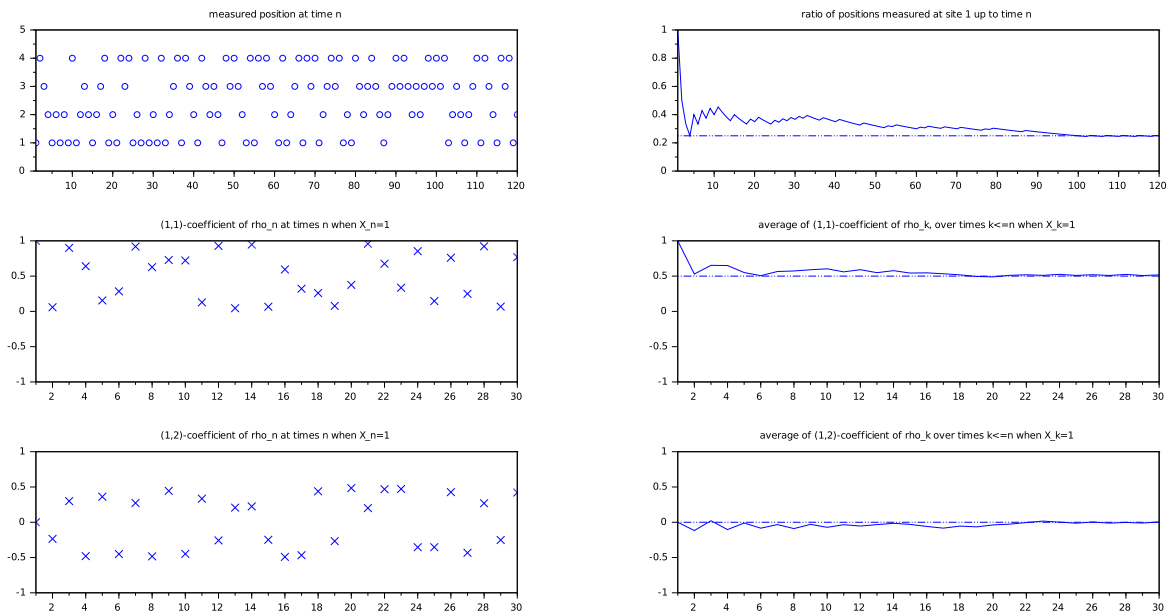 measured position at time n
5
4
3
2
1
0
10 20 30 40 50 60 70 80 90 100 110 120
ratio of positions measured at site 1 up to time n
1
0.8
0.6
0.4
0.2
0
10 20 30 40 50 60 70 80 90 100 110 120
(1,1)-coefficient of rho_n at times n when X_n=1
1
0.5
0
-0.5
-1
2 4 6 8 10 12 14 16 18 20 22 24 26 28 30
average of (1,1)-coefficient of rho_k, over times k<=n when X_k=1
1
0.5
0
-0.5
-1
2 4 6 8 10 12 14 16 18 20 22 24 26 28 30
(1,2)-coefficient of rho_n at times n when X_n=1
1
0.5
0
-0.5
-1
2 4 6 8 10 12 14 16 18 20 22 24 26 28 30
average of (1,2)-coefficient of rho_k over times k<=n when X_k=1
1
0.5
0
-0.5
-1
2 4 6 8 10 12 14 16 18 20 22 24 26 28 30